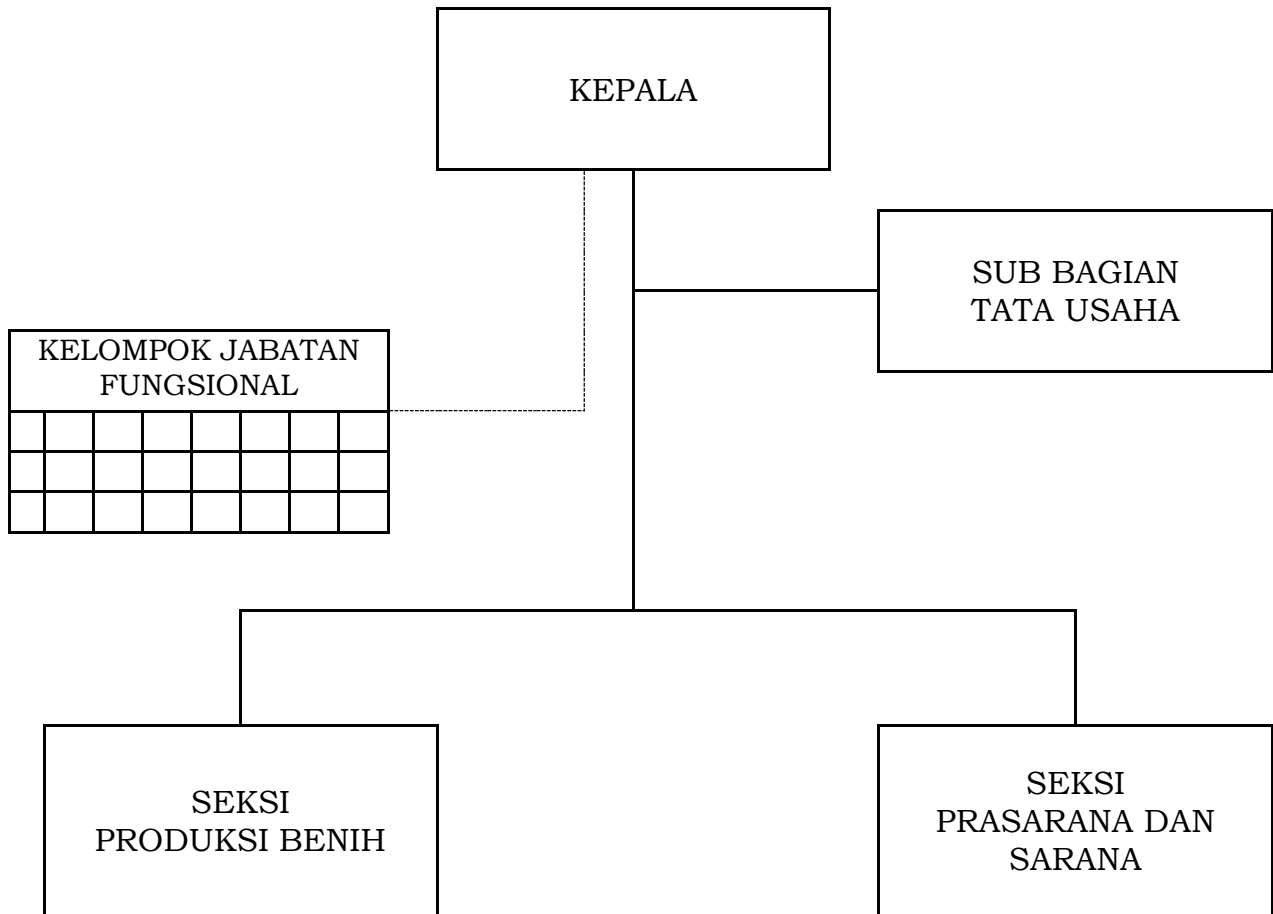 KEPALA
SUB BAGIAN
TATA USAHA
KELOMPOK JABATAN
FUNGSIONAL
SEKSI
PRODUKSI BENIH
SEKSI
PRASARANA DAN
SARANA